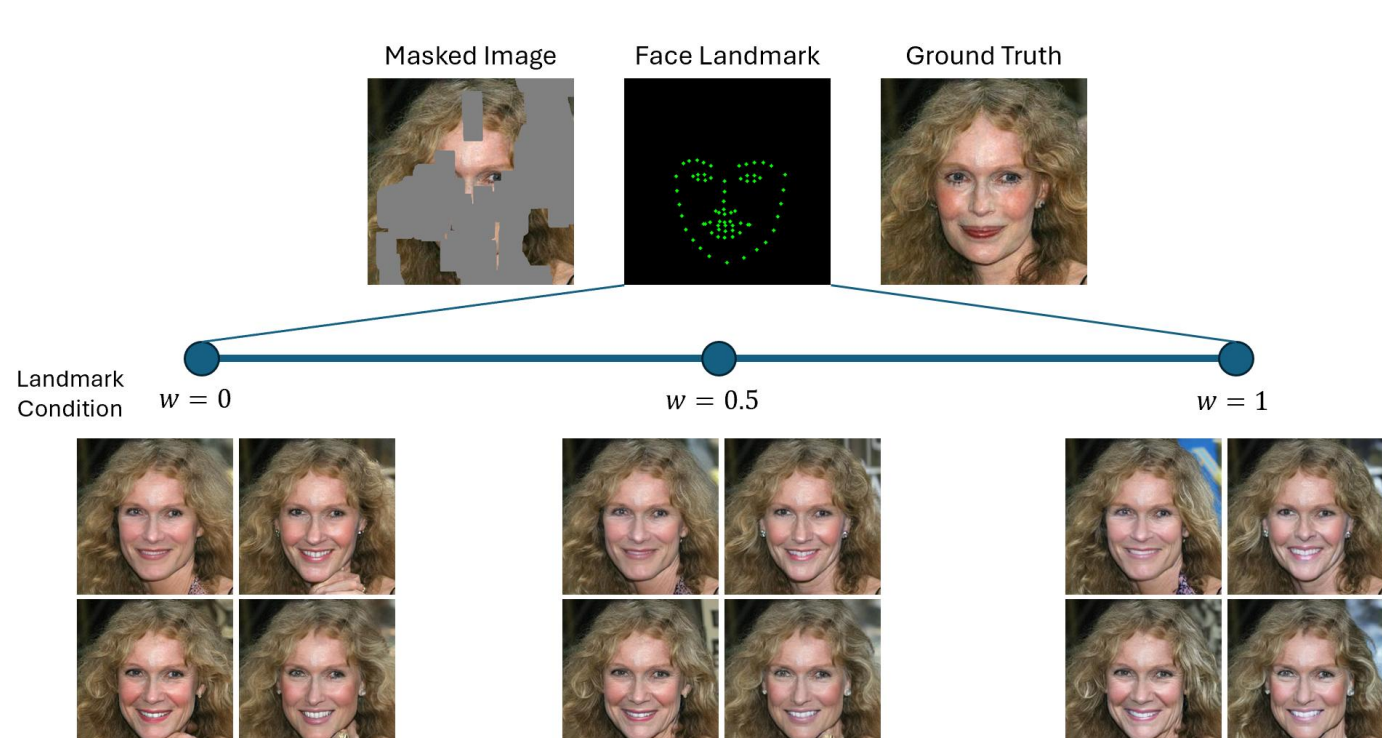 Masked Image
Face Landmark
Ground Truth
Landmark
Condition
w = 0
w = 0.5
w = 1